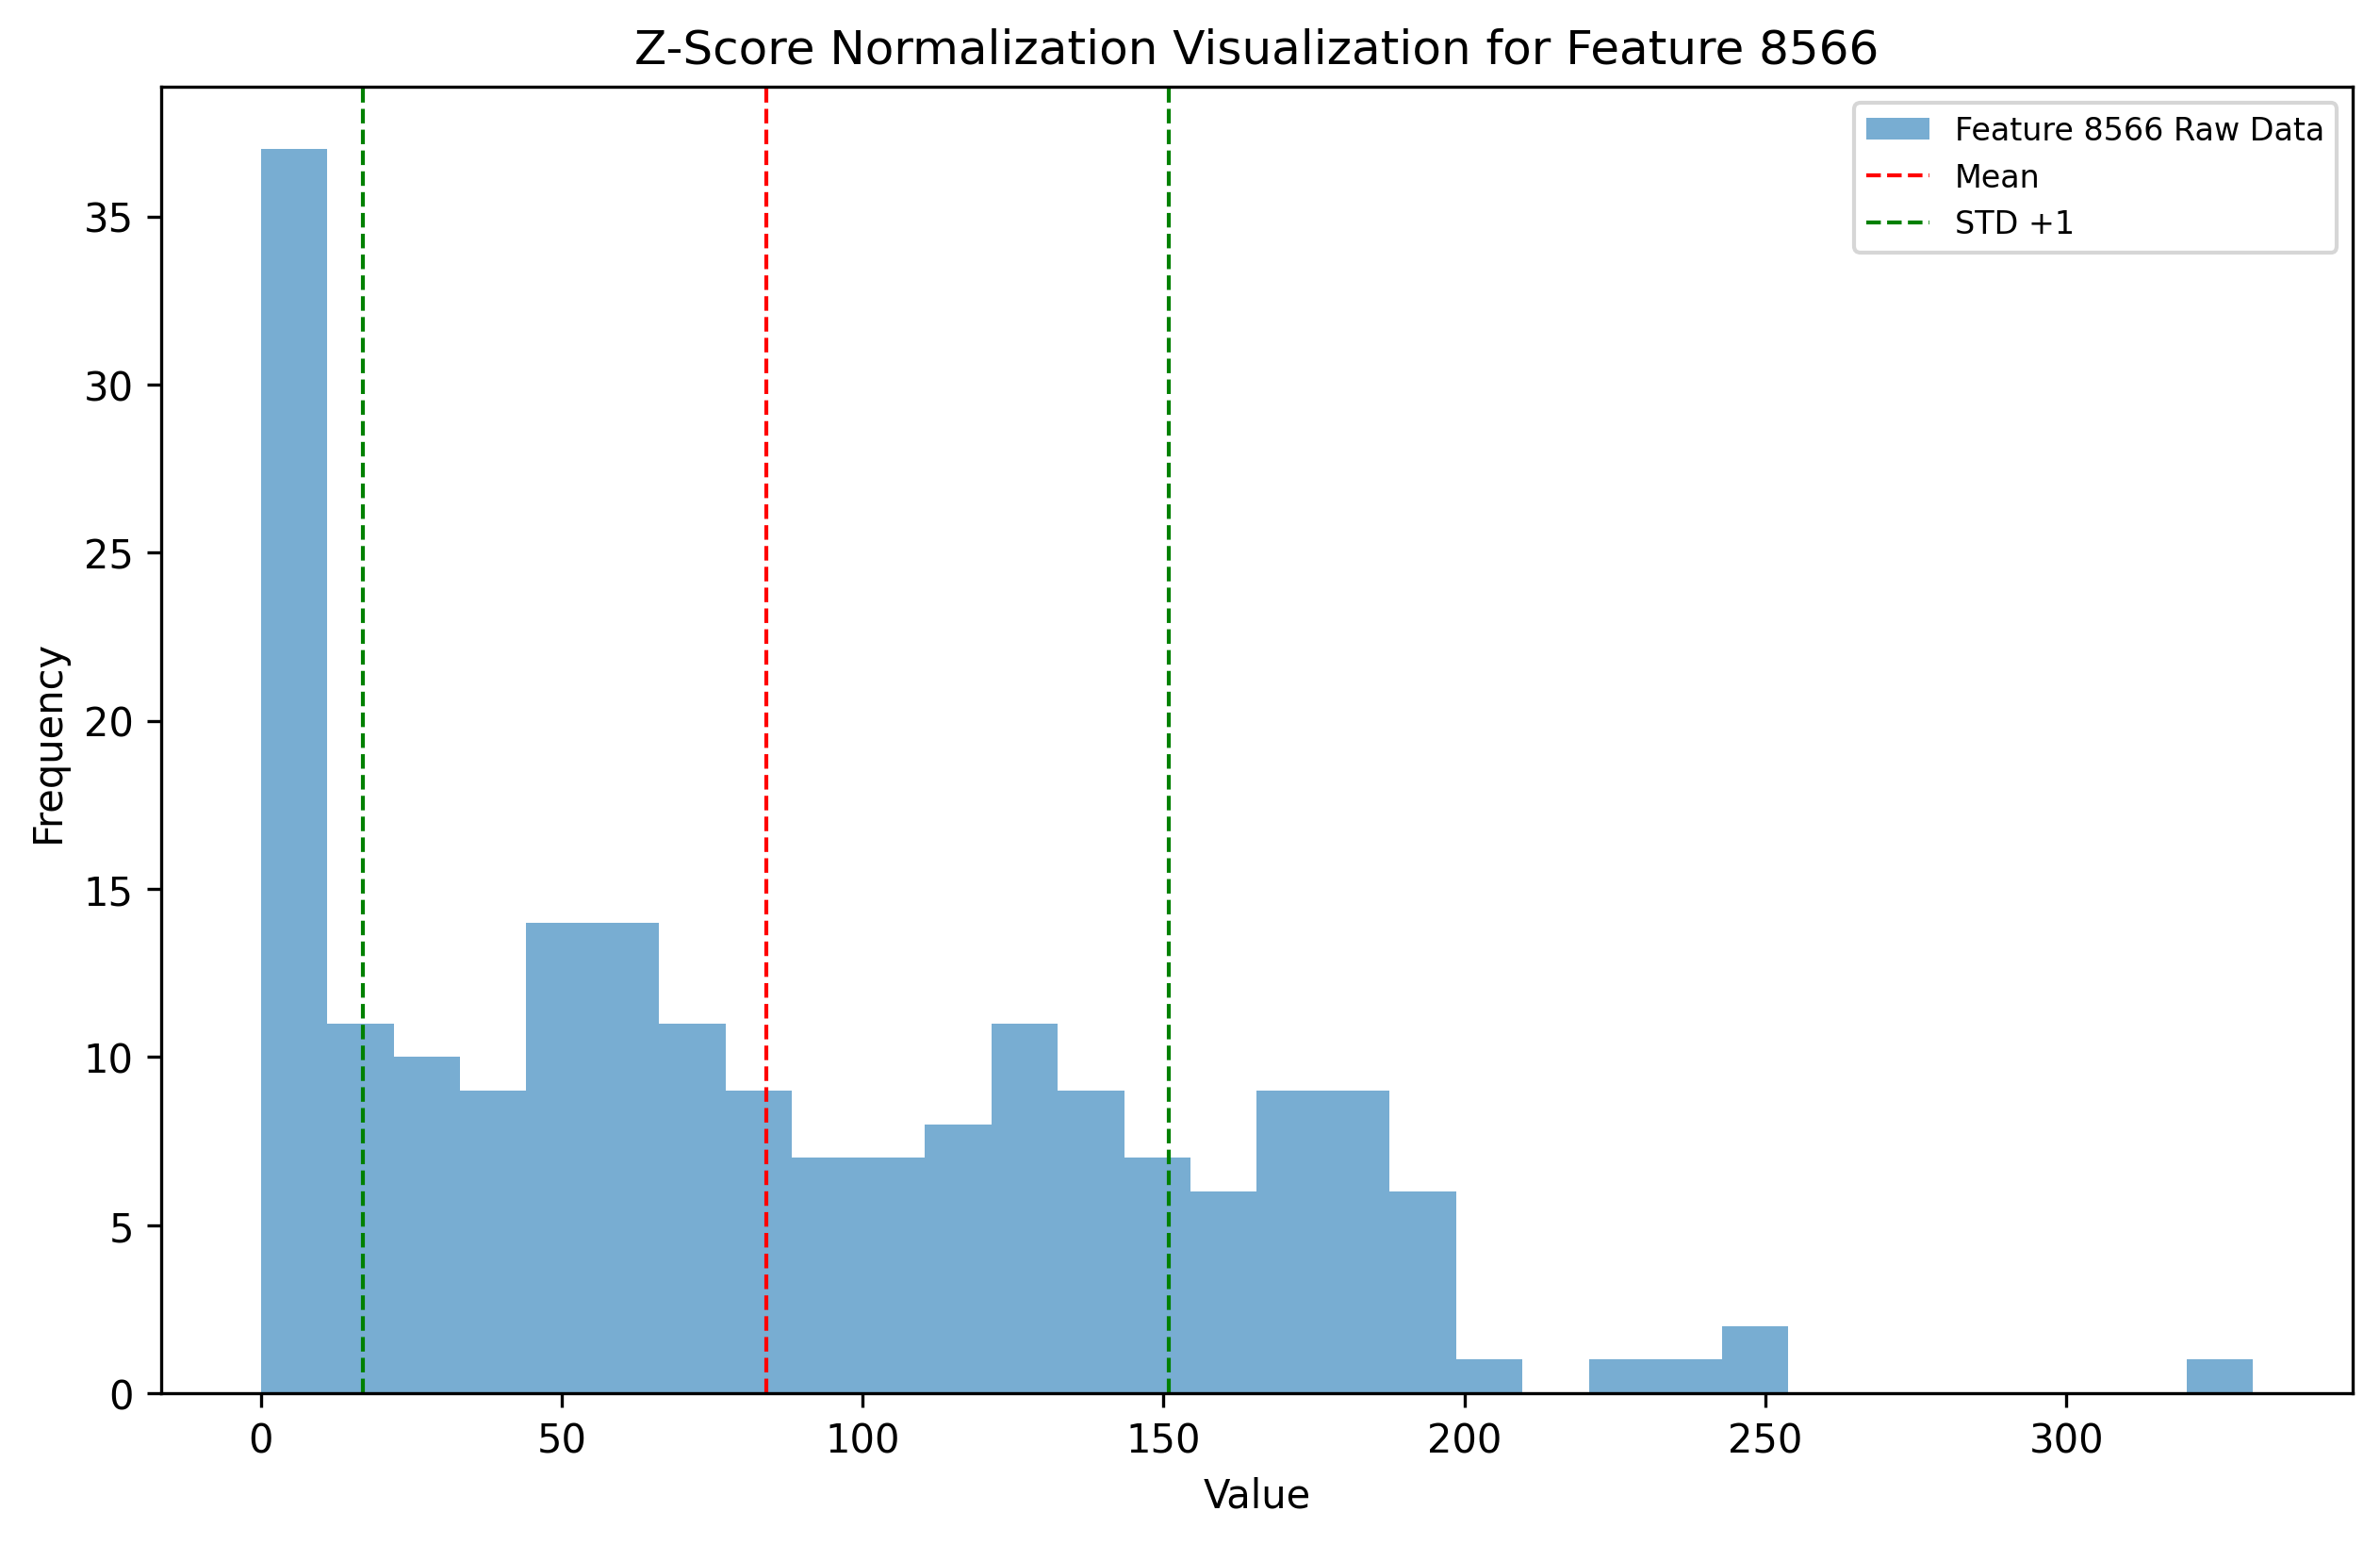 Z-Score Normalization Visualization for Feature 8566
Feature 8566 Raw Data
Mean
STD +1
Frequency
35
30
25
20
15
10
5
0
0 50 100 150 200 250 300
Value